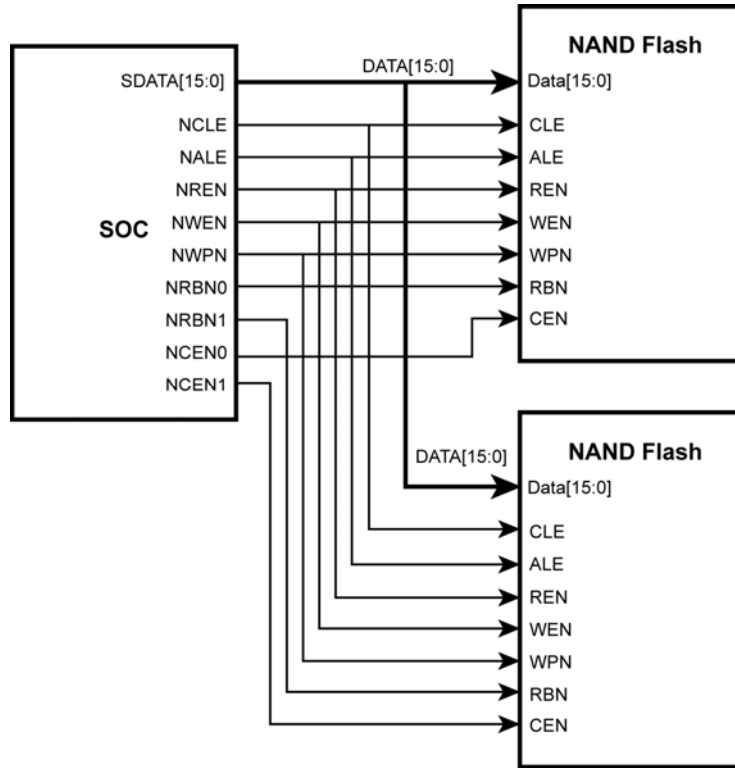 SOC
SDATA[15:0]
NCLE
NALE
NREN
NWEN
NWPN
NRBN0
NRBN1
NCEN0
NCEN1
DATA[15:0]
NAND Flash
Data[15:0]
CLE
ALE
REN
WEN
WPN
RBN
CEN
DATA[15:0]
NAND Flash
Data[15:0]
CLE
ALE
REN
WEN
WPN
RBN
CEN